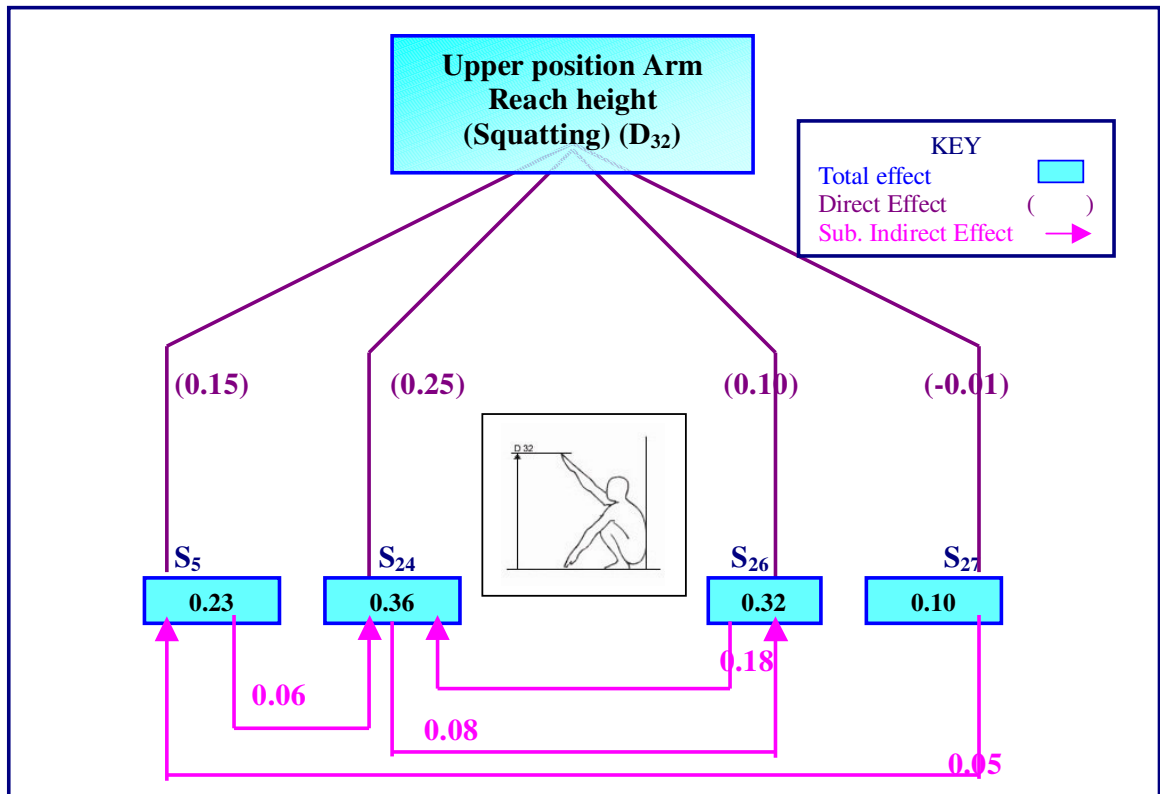 Upper position Arm
Reach height
(Squatting) (D32)
KEY
Total effect
Direct Effect ( )
Sub. Indirect Effect
(0.15) (0.25) (0.10) (-0.01)
D 32
S5 S24 S26 S27
0.23 0.36 0.32 0.10
0.18
0.06
0.08
0.05